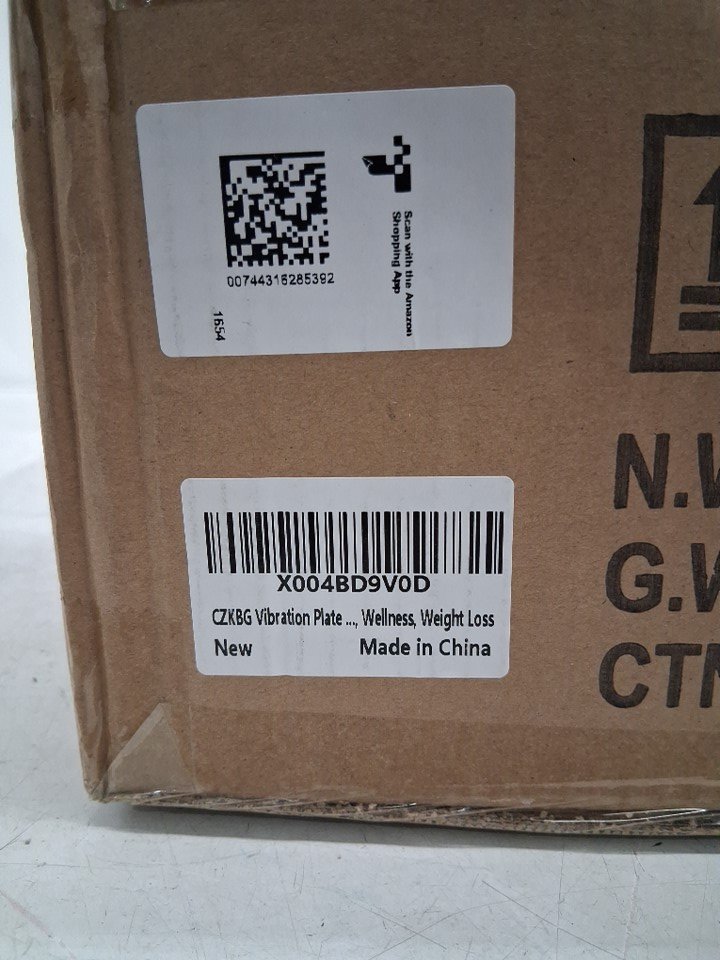 Scan with the Amazon
Shopping App
00744316285392
1654
X004BD9V0D
CZKBG Vibration Plate ..., Wellness, Weight Loss
New Made in China
N.W
G.W
CTN